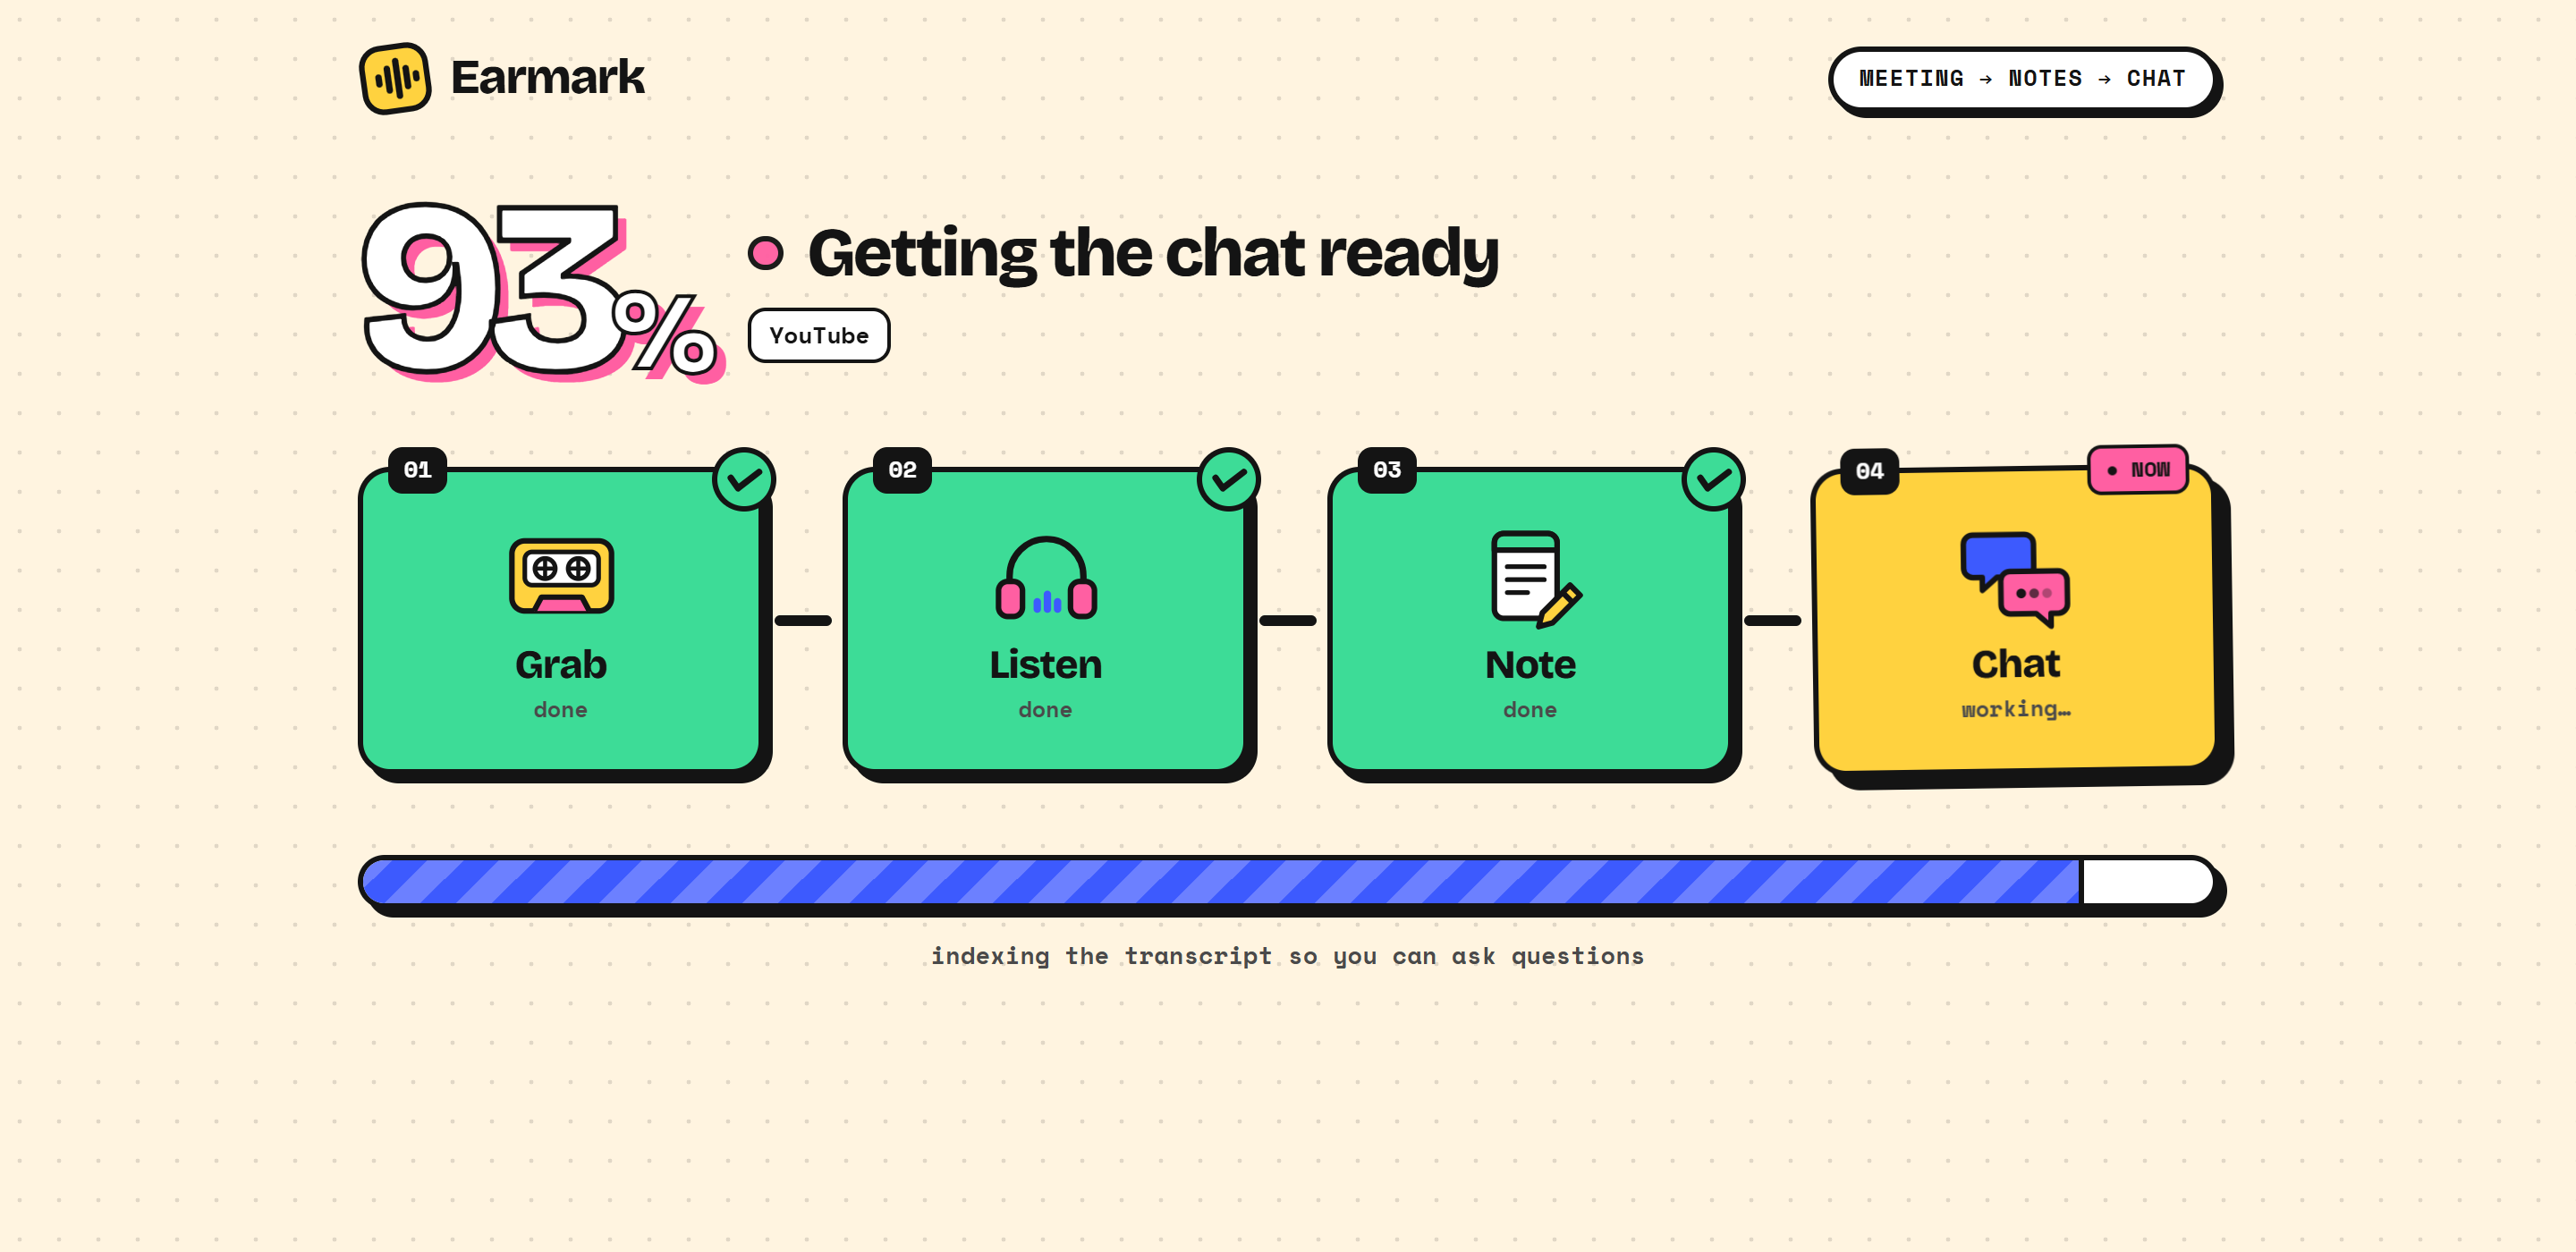 Earmark
MEETING → NOTES → CHAT
93%
Getting the chat ready
YouTube
01
02
03
04
• NOW
Grab
done
Listen
done
Note
done
Chat
working…
indexing the transcript so you can ask questions